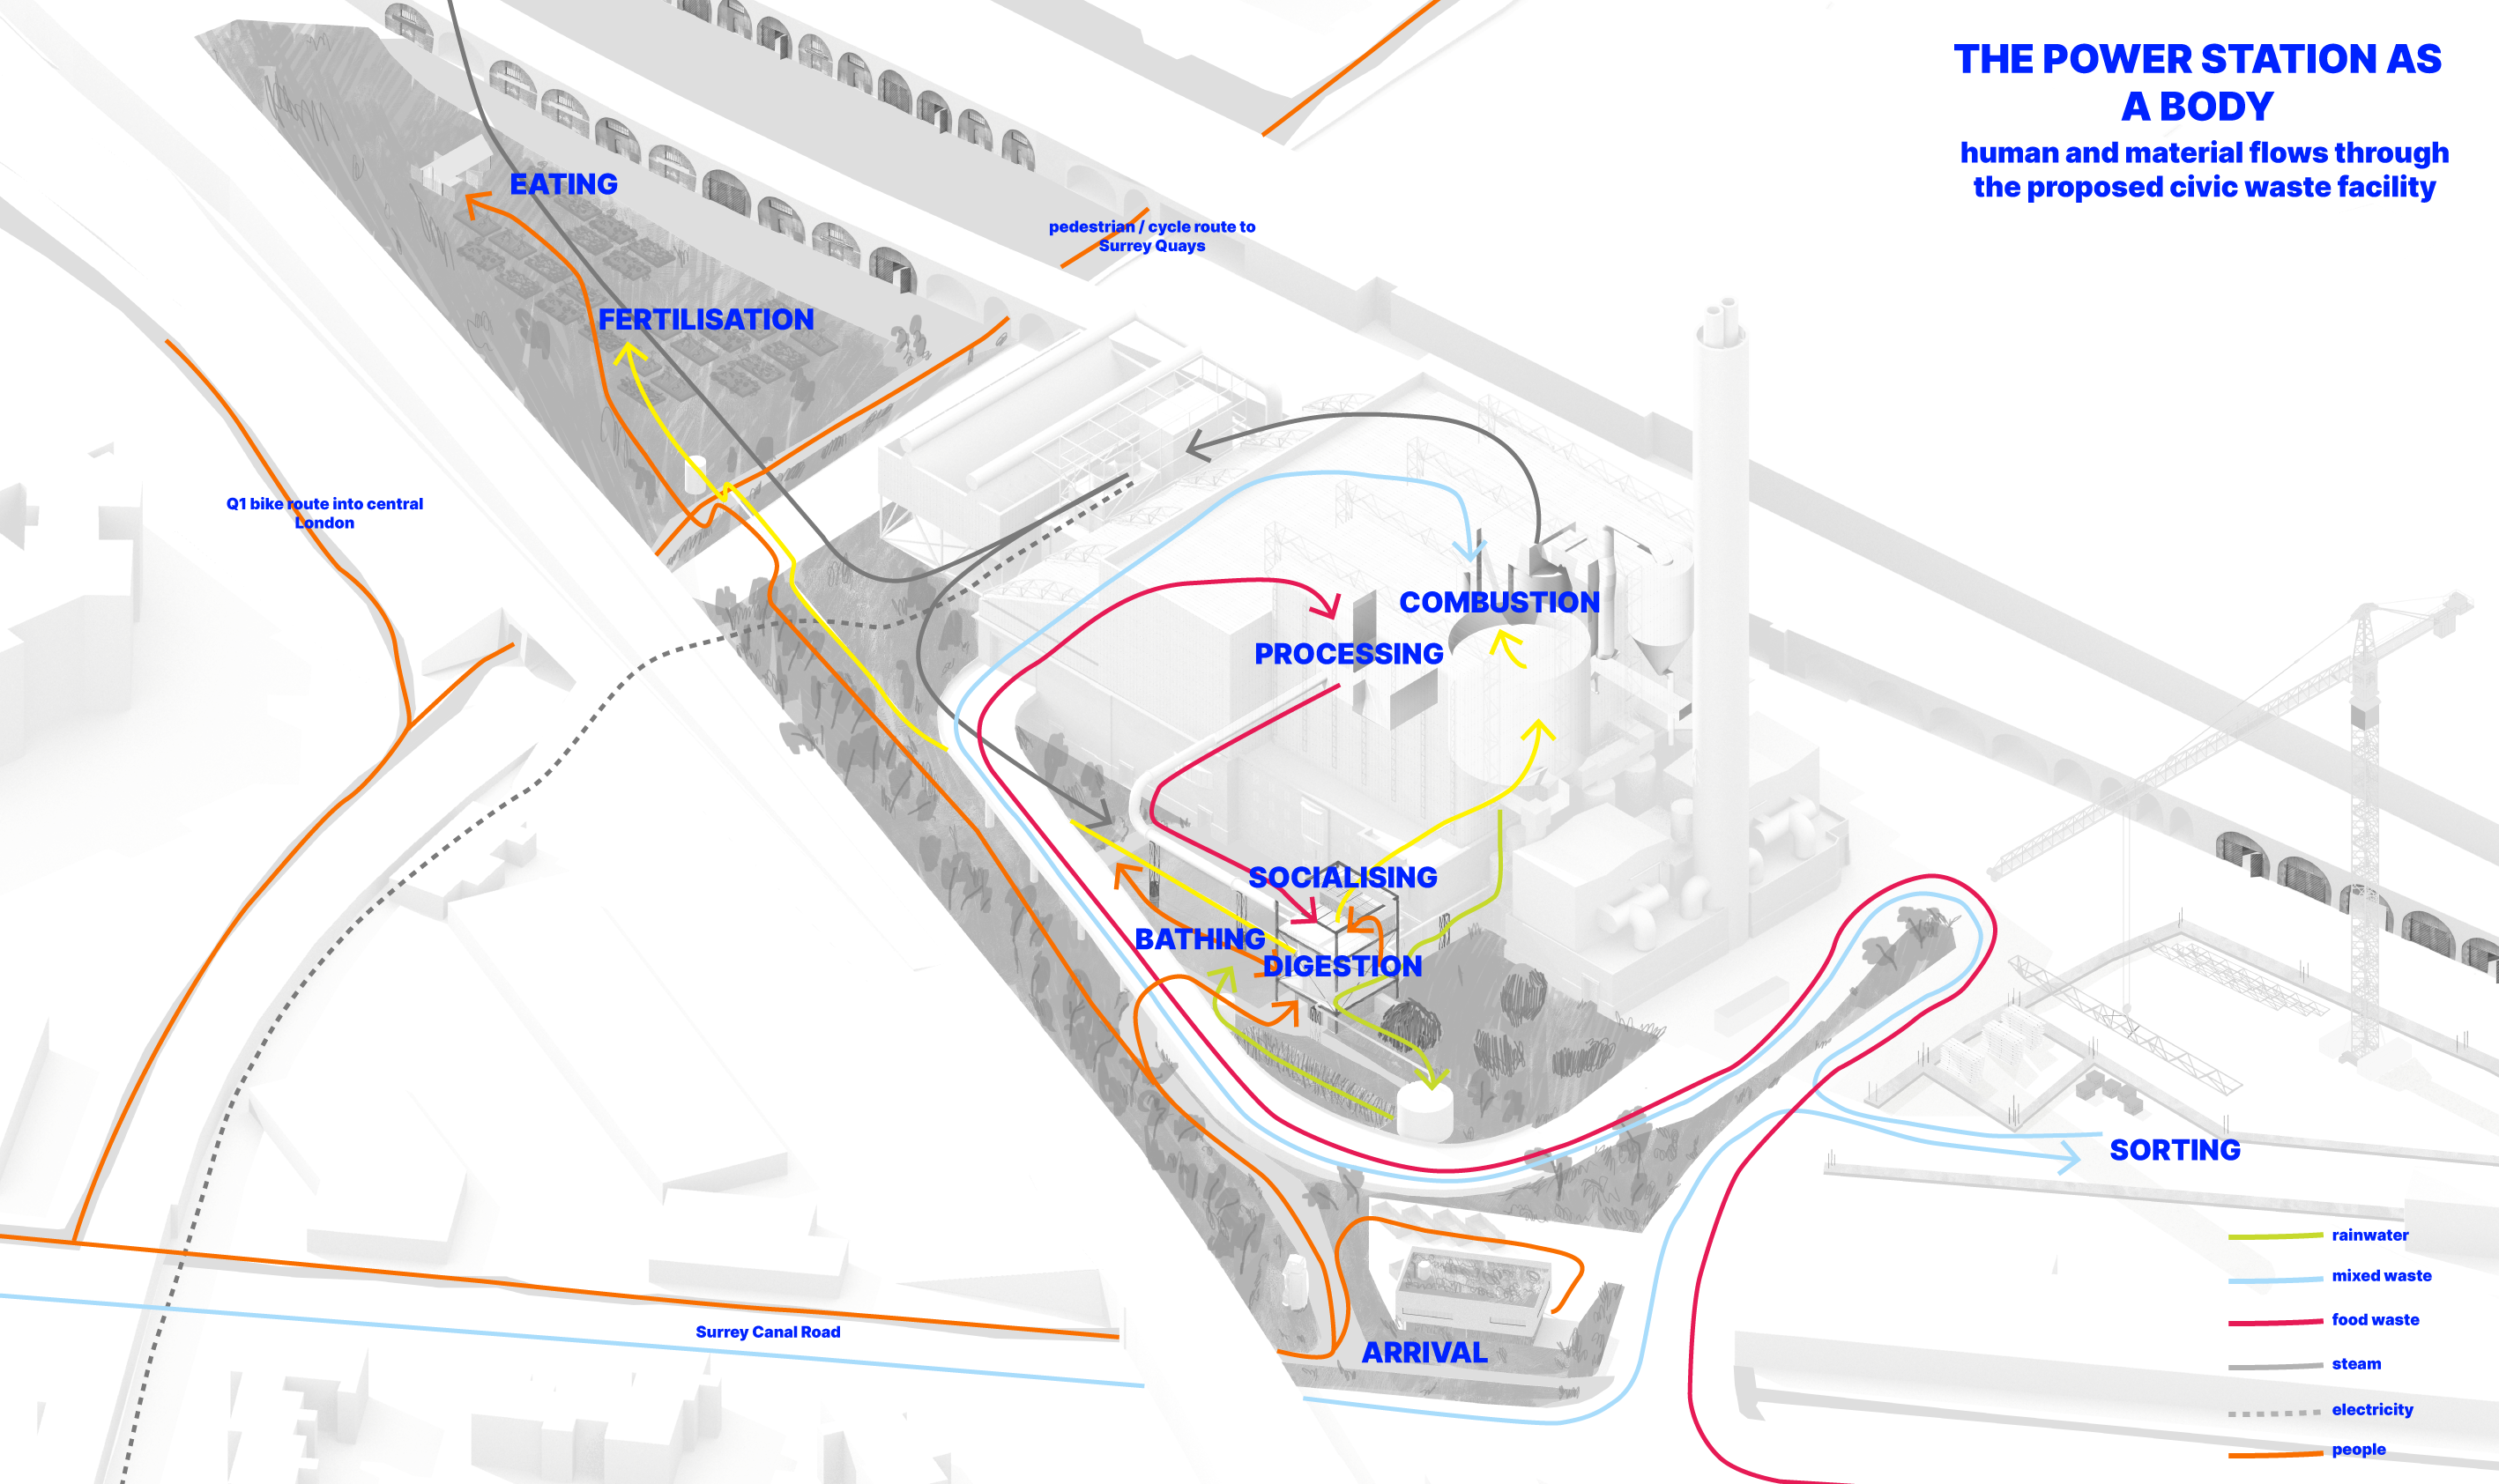 THE POWER STATION AS
A BODY
human and material flows through
the proposed civic waste facility
EATING
pedestrian / cycle route to
Surrey Quays
FERTILISATION
Q1 bike route into central
London
COMBUSTION
PROCESSING
SOCIALISING
BATHING
DIGESTION
SORTING
Surrey Canal Road
ARRIVAL
rainwater
mixed waste
food waste
steam
electricity
people